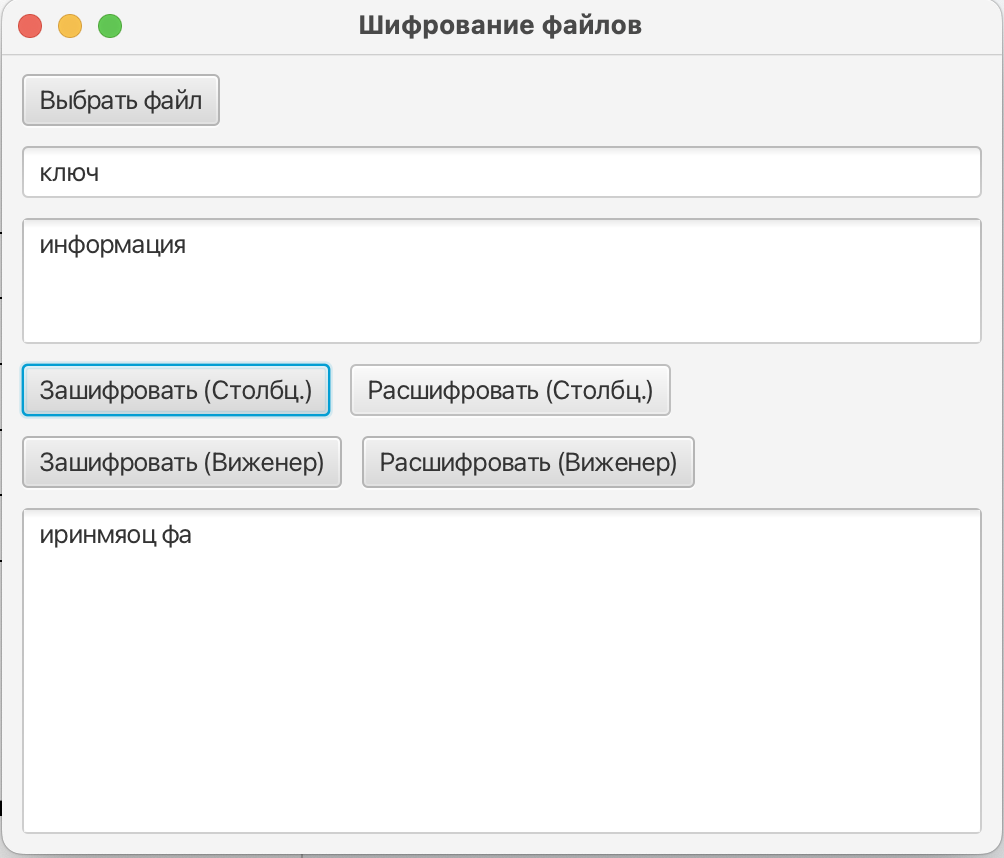 Шифрование файлов
Выбрать файл
ключ
информация
Зашифровать (Столбц.) Расшифровать (Столбц.)
Зашифровать (Виженер) Расшифровать (Виженер)
иринмяоц фа